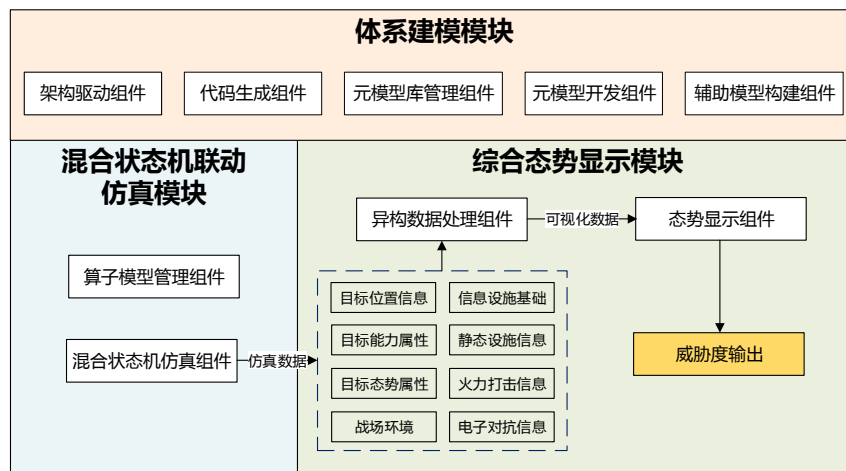 体系建模模块
架构驱动组件
代码生成组件
元模型库管理组件
元模型开发组件
辅助模型构建组件
混合状态机联动
仿真模块
算子模型管理组件
混合状态机仿真组件
仿真数据
综合态势显示模块
异构数据处理组件
可视化数据
态势显示组件
目标位置信息
信息设施基础
目标能力属性
静态设施信息
目标态势属性
火力打击信息
战场环境
电子对抗信息
威胁度输出